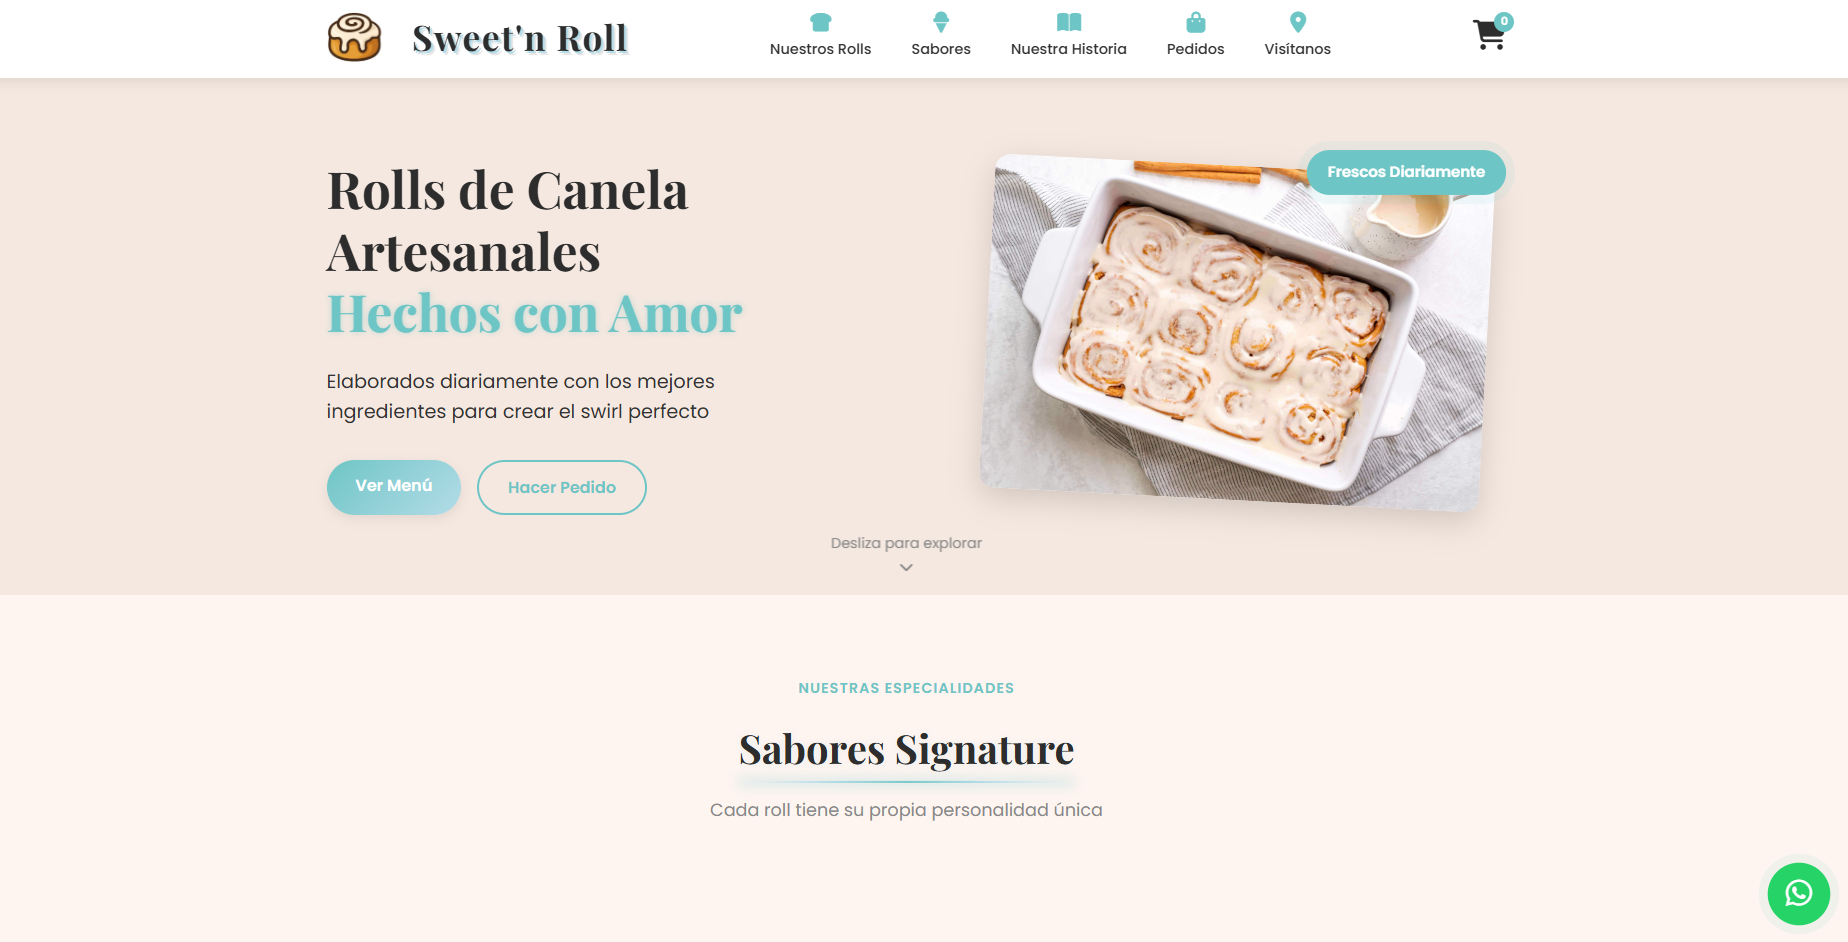 Sweet'n Roll
Nuestros Rolls
Sabores
Nuestra Historia
Pedidos
Visítanos
0
Rolls de Canela
Artesanales
Hechos con Amor
Elaborados diariamente con los mejores
ingredientes para crear el swirl perfecto
Ver Menú
Hacer Pedido
Frescos Diariamente
Desliza para explorar
NUESTRAS ESPECIALIDADES
Sabores Signature
Cada roll tiene su propia personalidad única